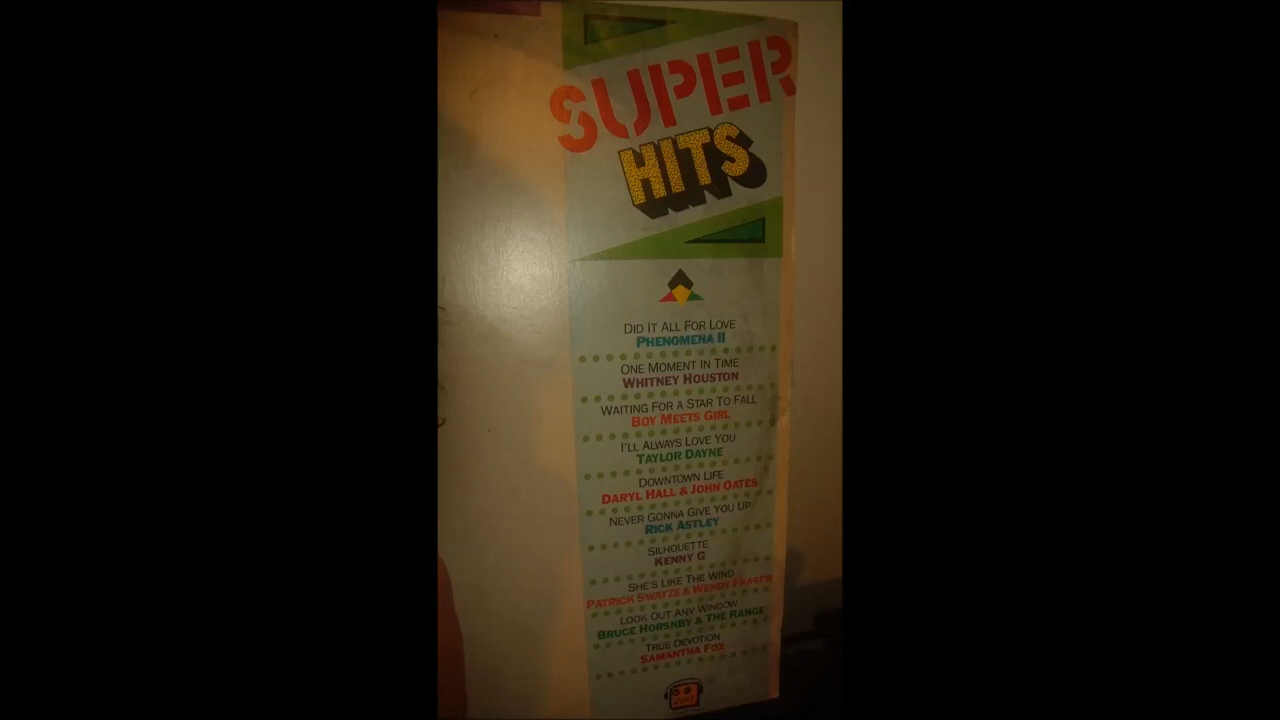 SUPER
HITS
DID IT ALL FOR LOVE
PHENOMENA II
ONE MOMENT IN TIME
WHITNEY HOUSTON
WAITING FOR A STAR TO FALL
BOY MEETS GIRL
I'LL ALWAYS LOVE YOU
TAYLOR DAYNE
DOWNTOWN LIFE
DARYL HALL & JOHN OATES
NEVER GONNA GIVE YOU UP
RICK ASTLEY
SILHOUETTE
KENNY G
SHE'S LIKE THE WIND
PATRICK SWAYZE & WENDY FRASER
LOOK OUT ANY WINDOW
BRUCE HORSNBY & THE RANGE
TRUE DEVOTION
SAMANTHA FOX